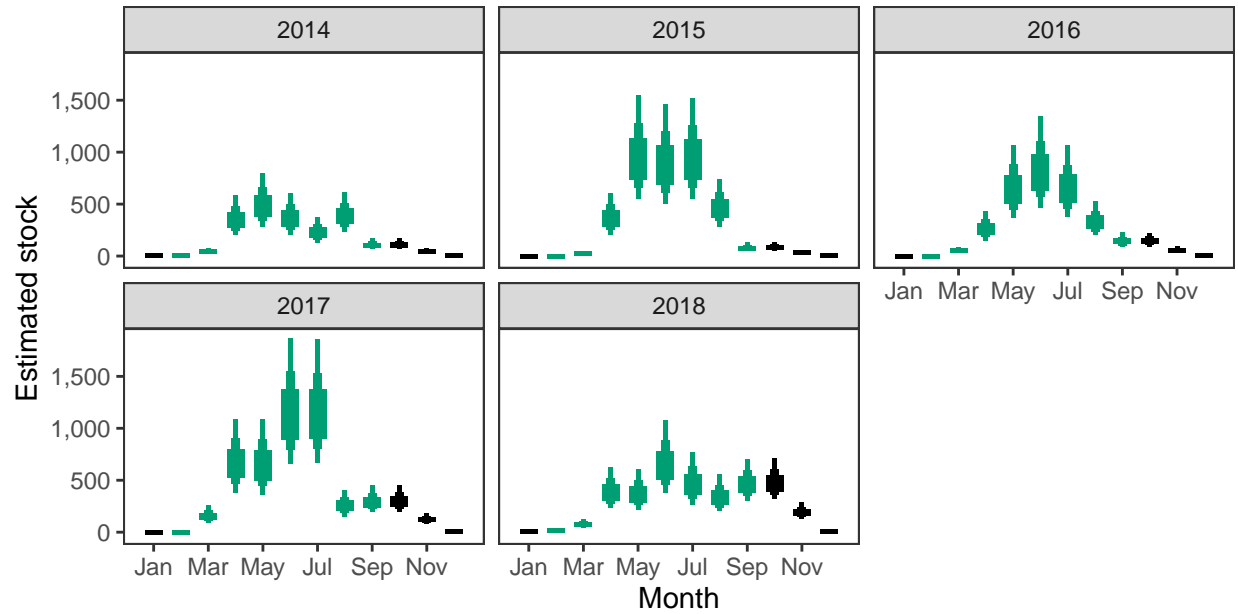 2014
2015
2016
1,500
1,000
500
0
Jan Mar May Jul Sep Nov
2017
2018
1,500
1,000
500
0
Jan Mar May Jul Sep Nov
Jan Mar May Jul Sep Nov
Estimated stock
Month